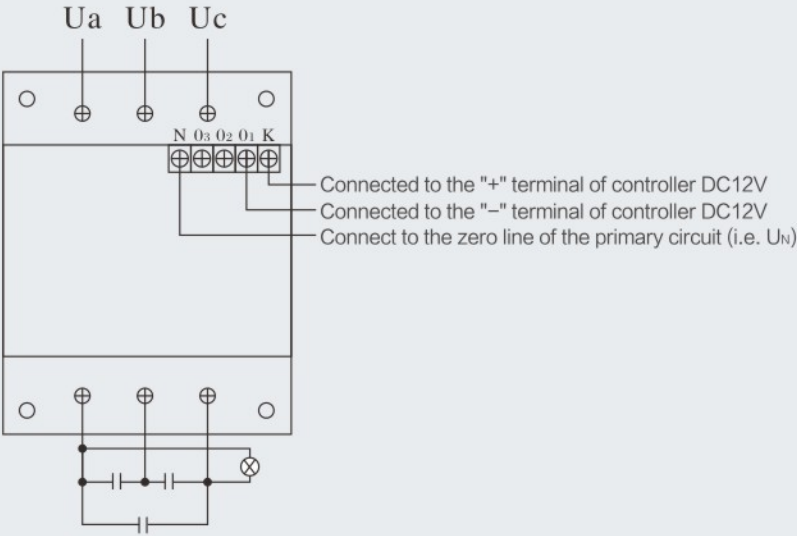 Ua Ub Uc
N 03 02 01 K
Connected to the "+" terminal of controller DC12V
Connected to the "−" terminal of controller DC12V
Connect to the zero line of the primary circuit (i.e. UN)